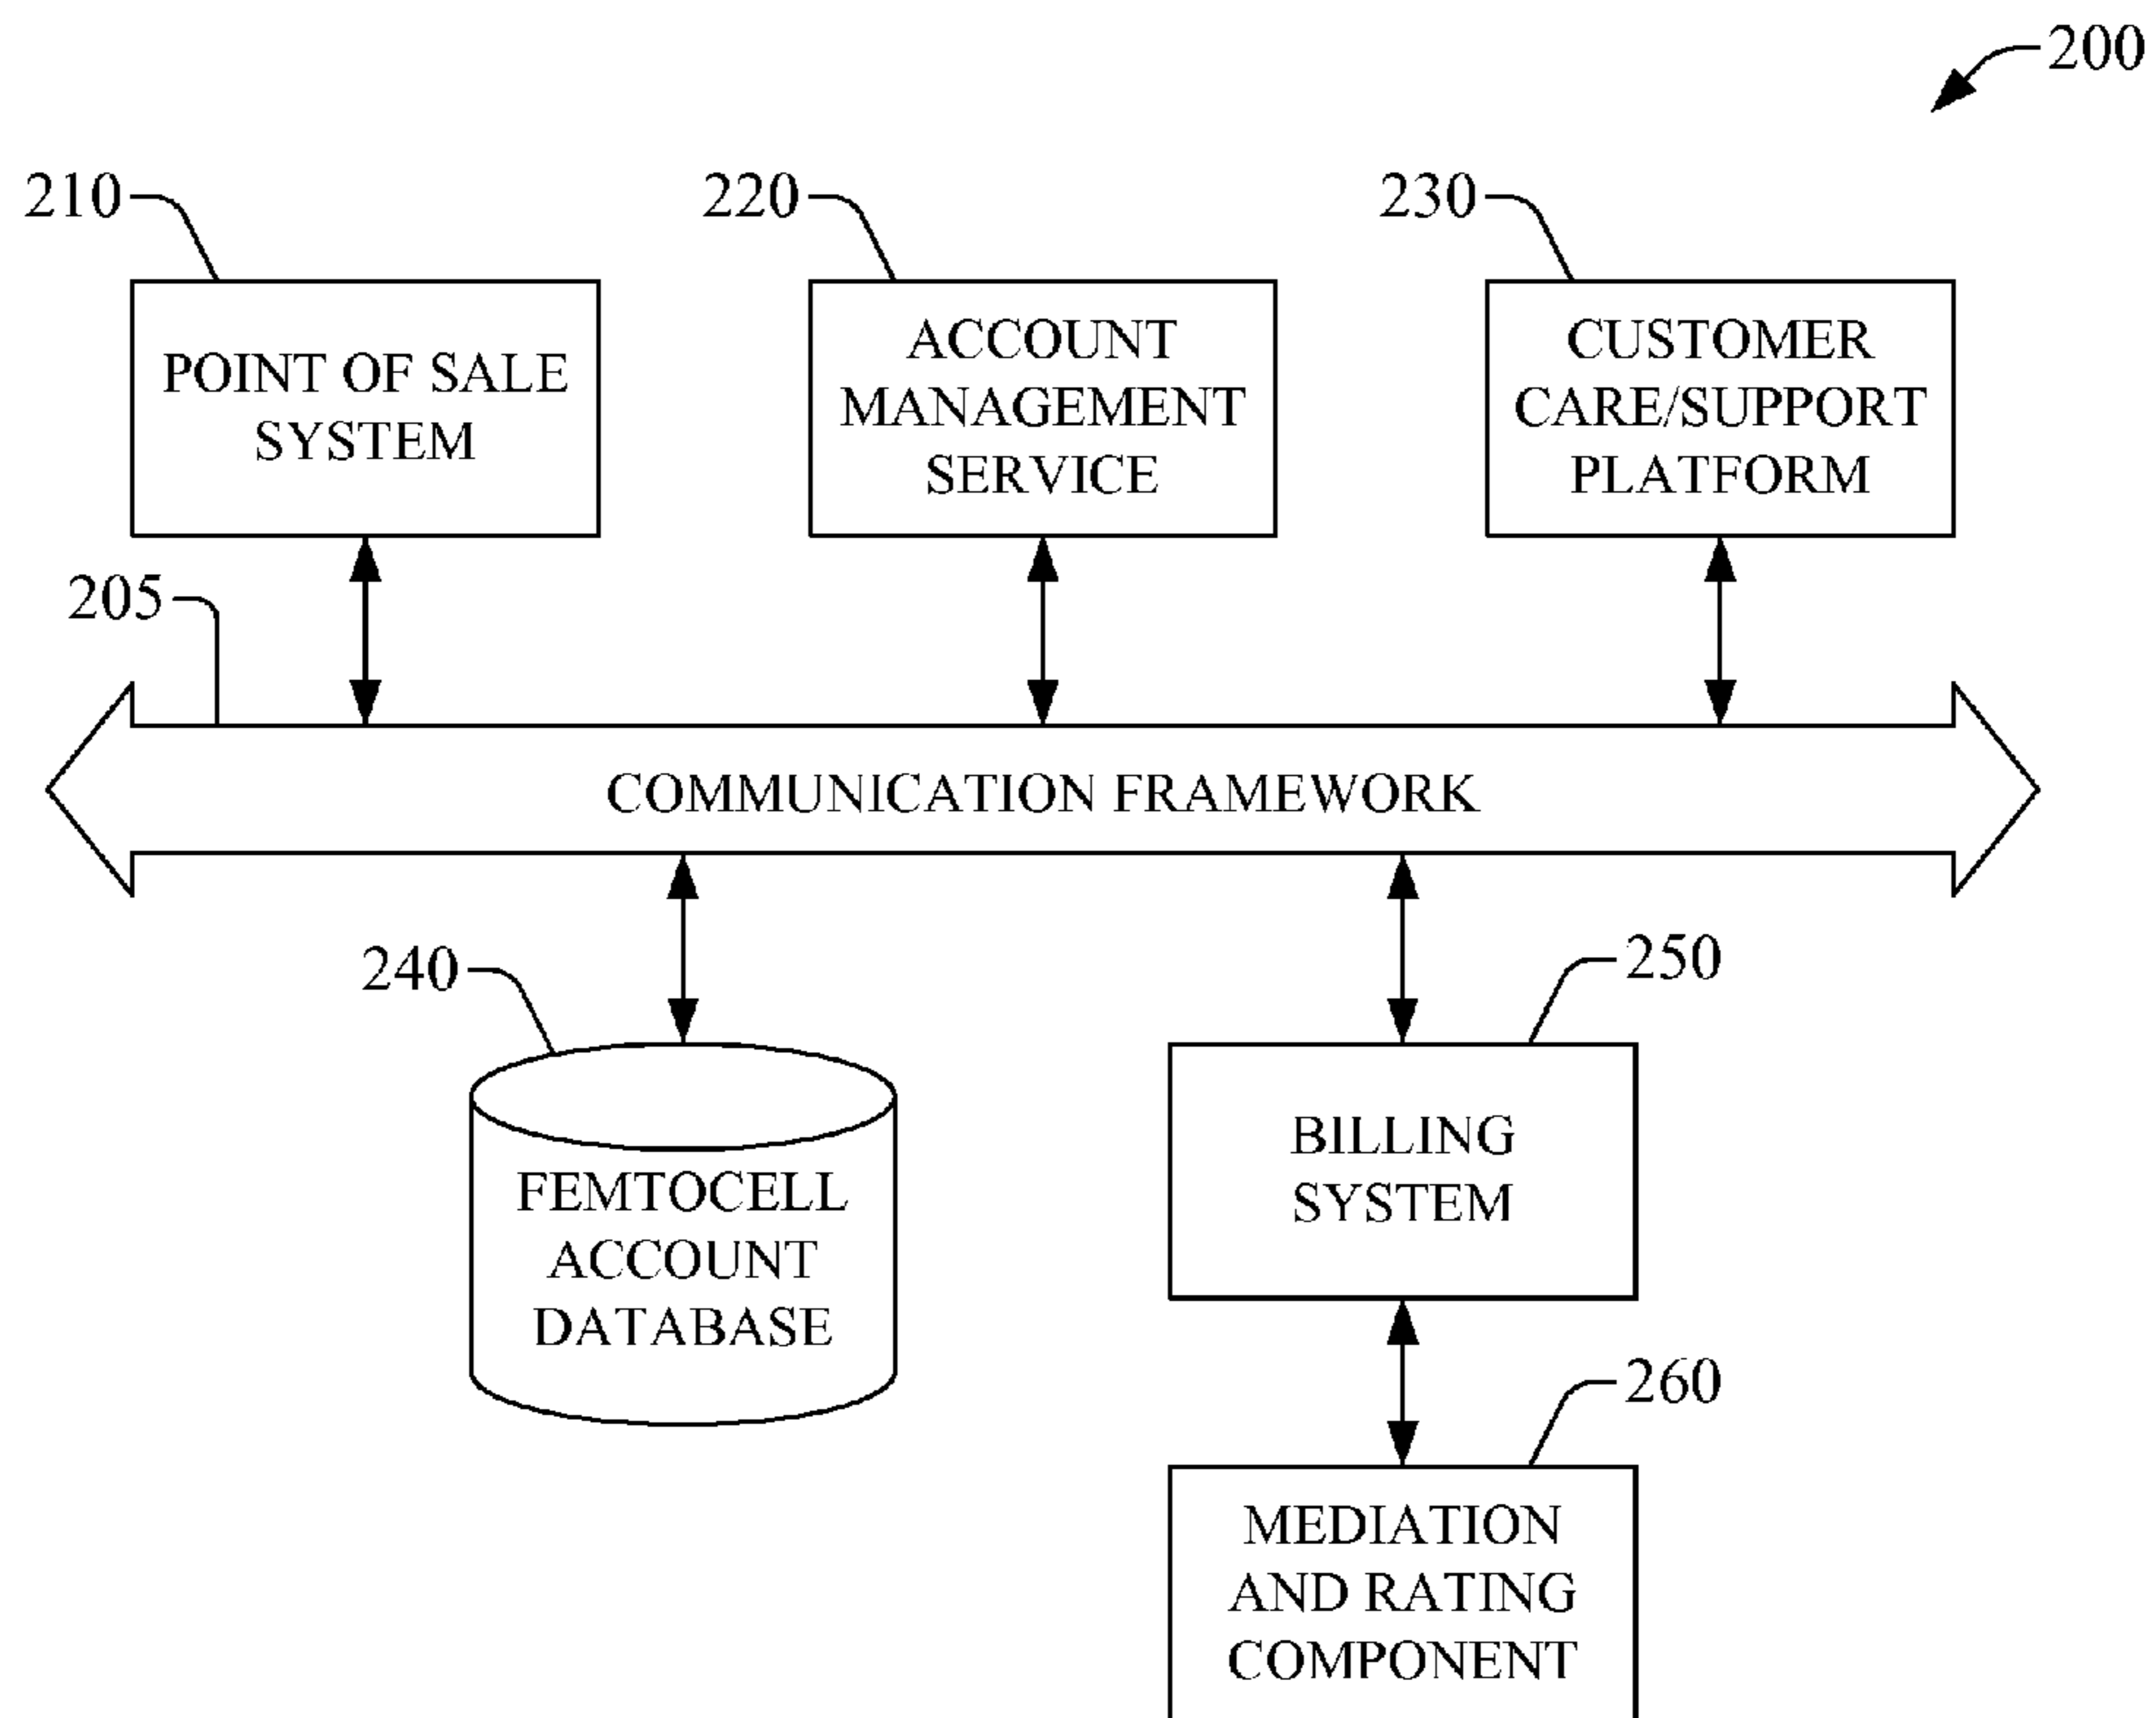 200
210
220
230
POINT OF SALE
SYSTEM
ACCOUNT
MANAGEMENT
SERVICE
CUSTOMER
CARE/SUPPORT
PLATFORM
205
COMMUNICATION FRAMEWORK
240
250
FEMTOCELL
ACCOUNT
DATABASE
BILLING
SYSTEM
260
MEDIATION
AND RATING
COMPONENT